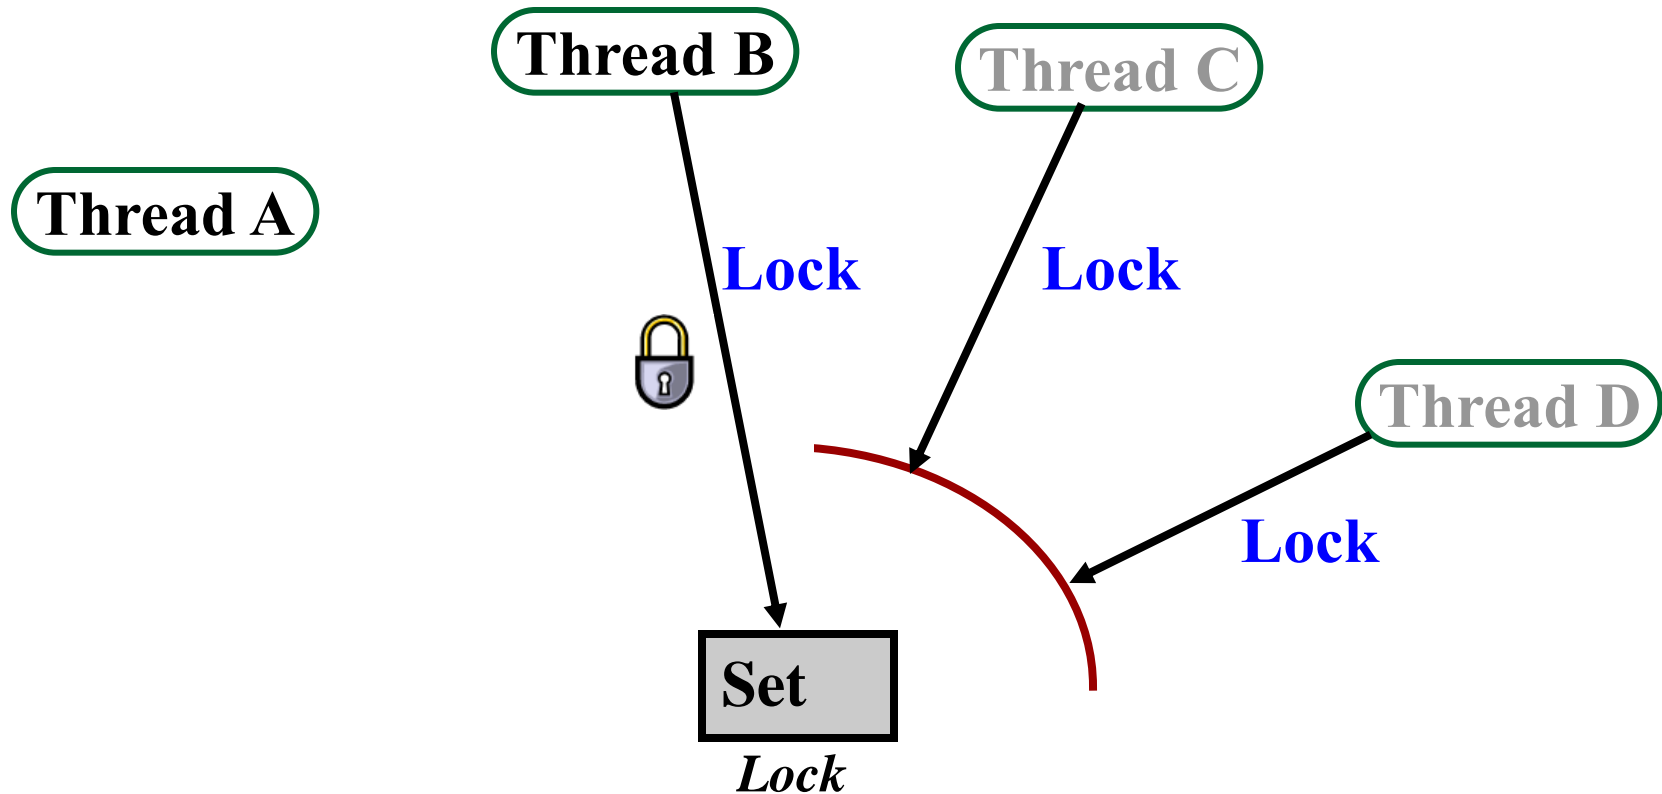 Thread B
Thread C
Thread A
Lock
Lock
Thread D
Lock
Set
Lock